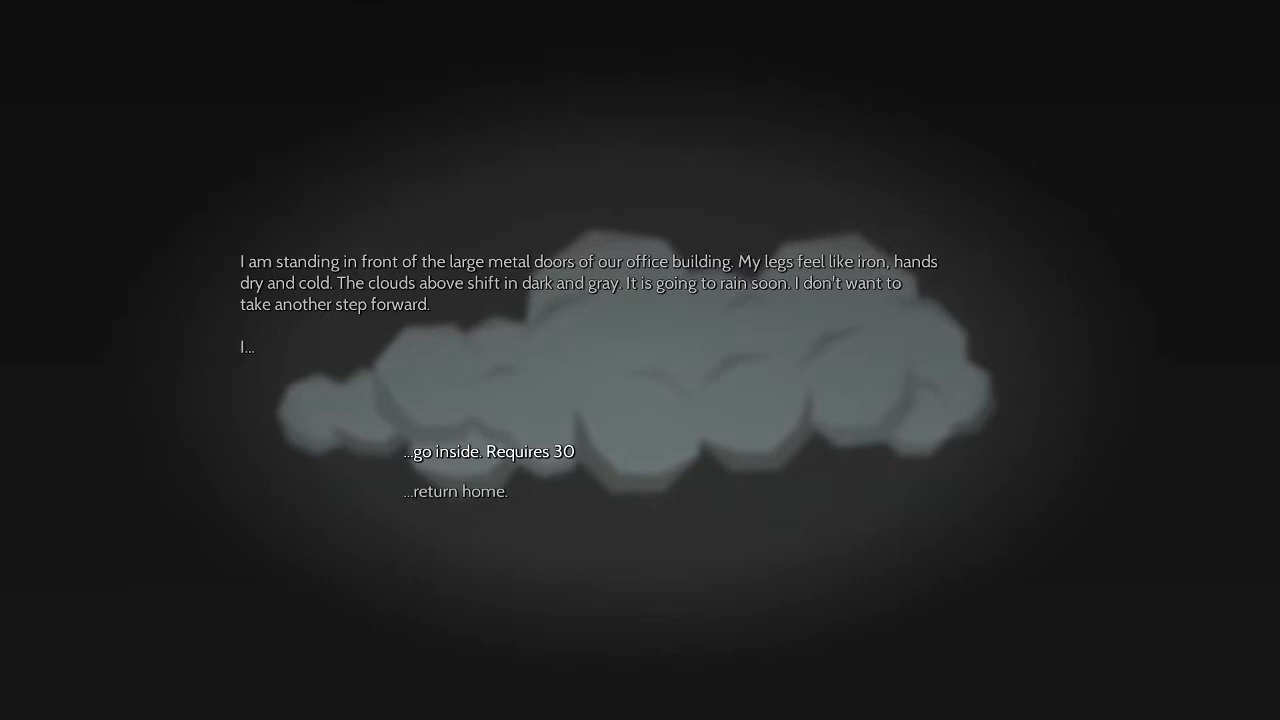 I am standing in front of the large metal doors of our office building. My legs feel like iron, hands
dry and cold. The clouds above shift in dark and gray. It is going to rain soon. I don't want to
take another step forward.
I...
...go inside. Requires 30
...return home.